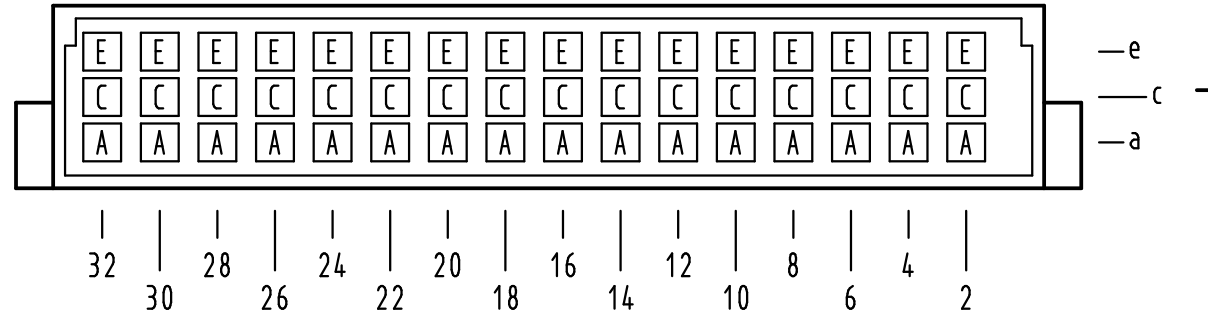 E E E E E E E E E E E E E E E E e
C C C C C C C C C C C C C C C C c
A A A A A A A A A A A A A A A A a
32 28 24 20 16 12 8 4
30 26 22 18 14 10 6 2